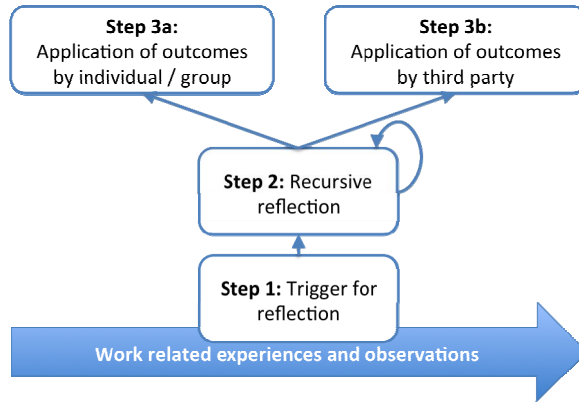 Step 3a:
Application of outcomes
by individual / group
Step 3b:
Application of outcomes
by third party
Step 2: Recursive
reflection
Step 1: Trigger for
reflection
Work related experiences and observations